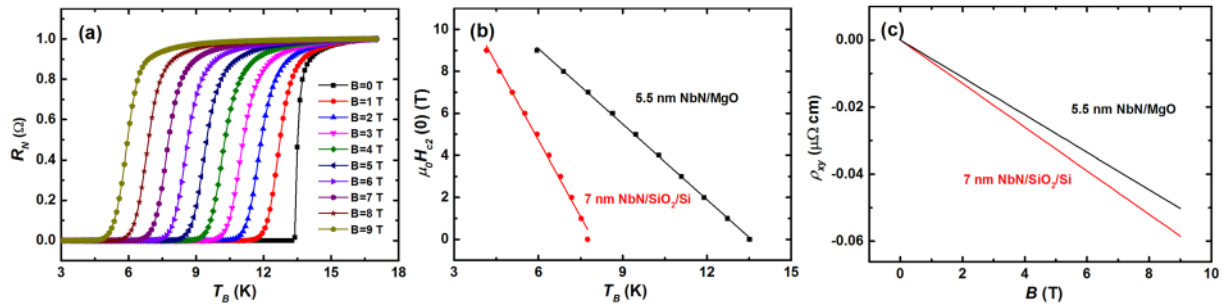 (a)
1.0
0.8
0.6
0.4
0.2
0.0
R_N (Ω)
B=0 T
B=1 T
B=2 T
B=3 T
B=4 T
B=5 T
B=6 T
B=7 T
B=8 T
B=9 T
3 6 9 12 15 18
T_B (K)
(b)
10
8
6
4
2
0
μ₀H_c2 (0) (T)
5.5 nm NbN/MgO
7 nm NbN/SiO₂/Si
3 6 9 12 15
T_B (K)
(c)
0.00
-0.02
-0.04
-0.06
ρ_xy (μΩ cm)
5.5 nm NbN/MgO
7 nm NbN/SiO₂/Si
0 2 4 6 8 10
B (T)